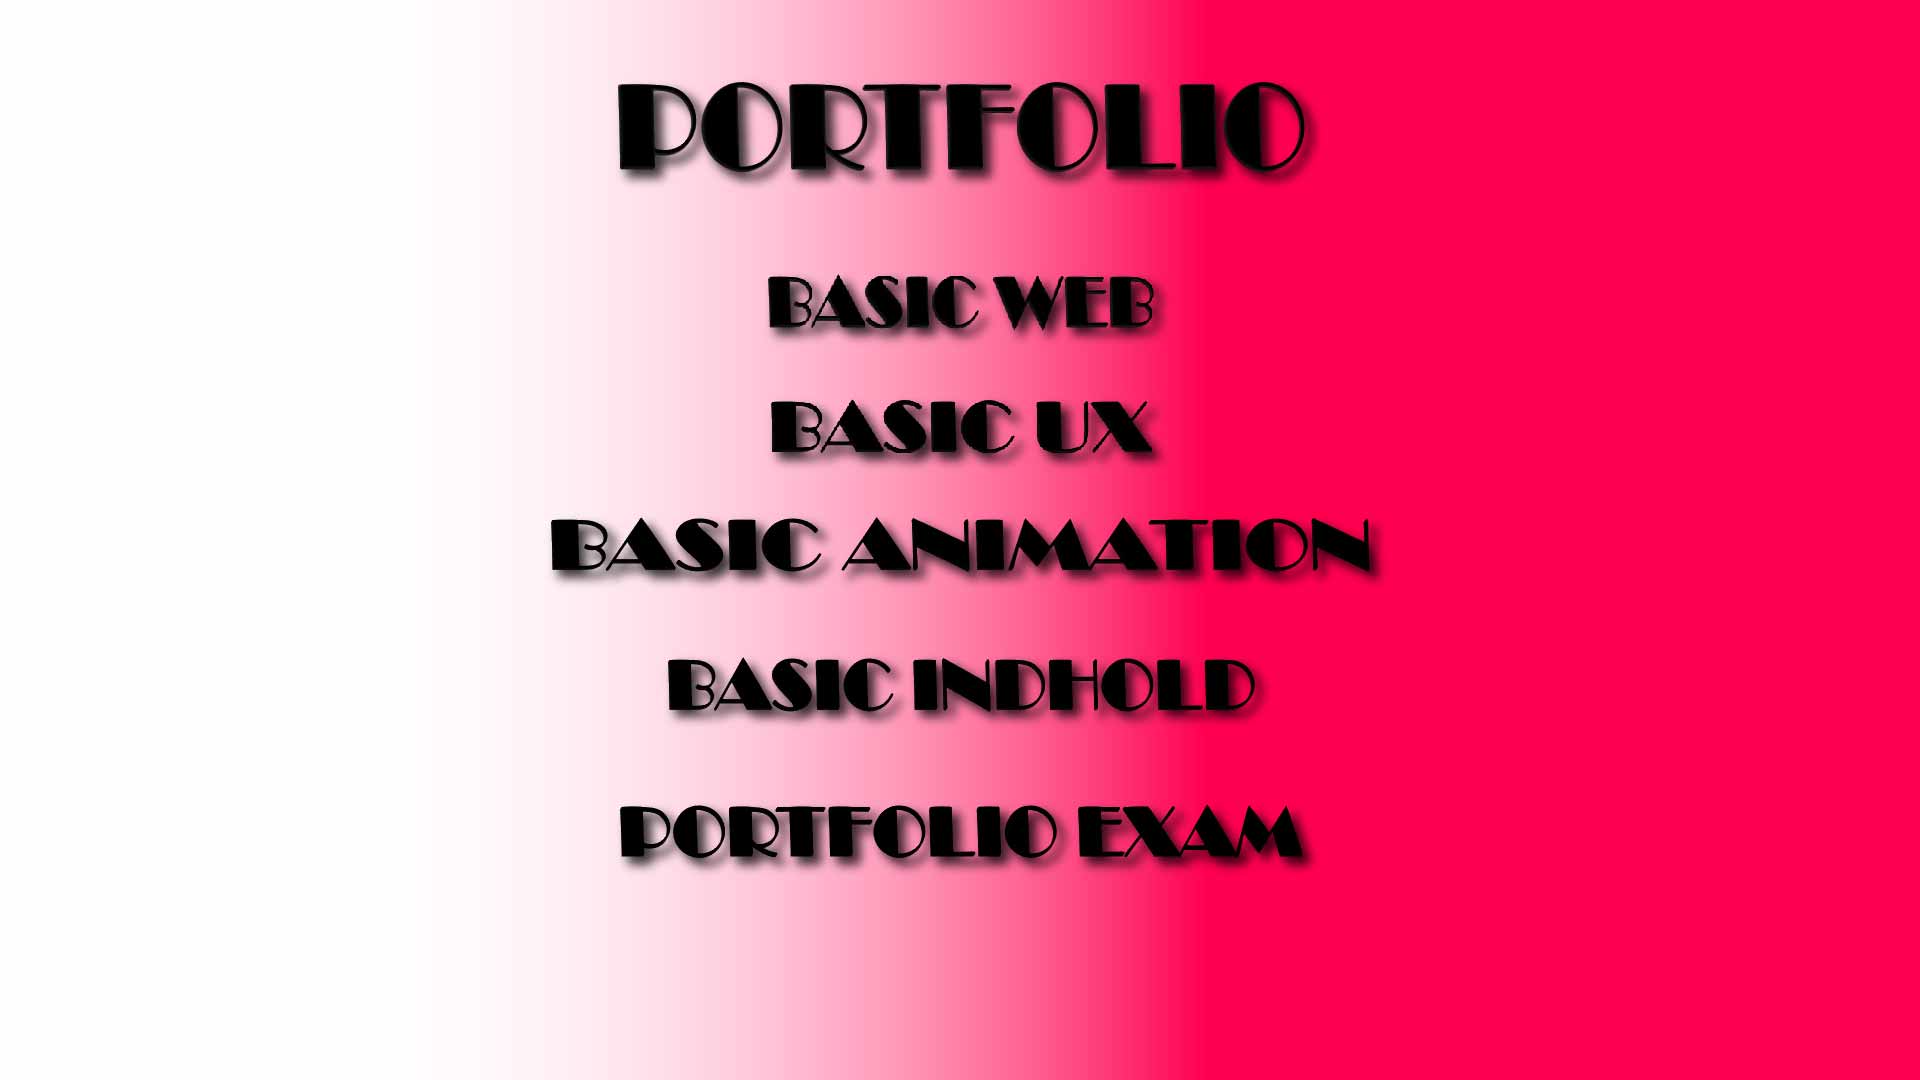 PORTFOLIO
BASIC WEB
BASIC UX
BASIC ANIMATION
BASIC INDHOLD
PORTFOLIO EXAM